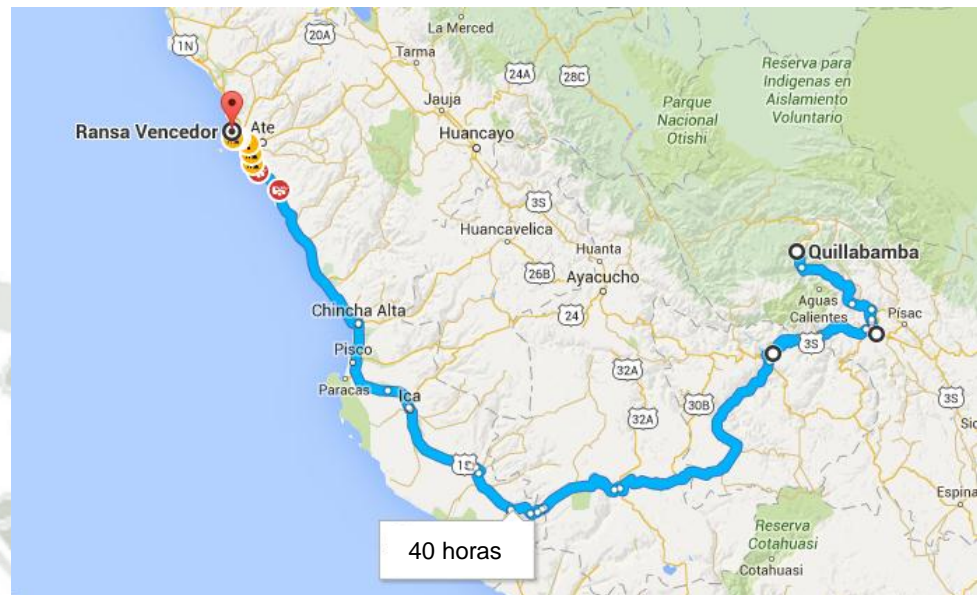 La Merced
1N
20A
Tarma
24A
28C
Reserva para
Indigenas en
Aislamiento
Voluntario
Parque
Nacional
Otishi
Jauja
Ransa Vencedor
Ate
Huancayo
3S
Huancavelica
Huanta
26B
Ayacucho
Quillabamba
Aguas
Calientes
Písac
Chincha Alta
24
3S
Pisco
32A
Paracas
Ica
30B
32A
3S
1S
Espina
40 horas
Reserva
Cotahuasi
Cotahuasi